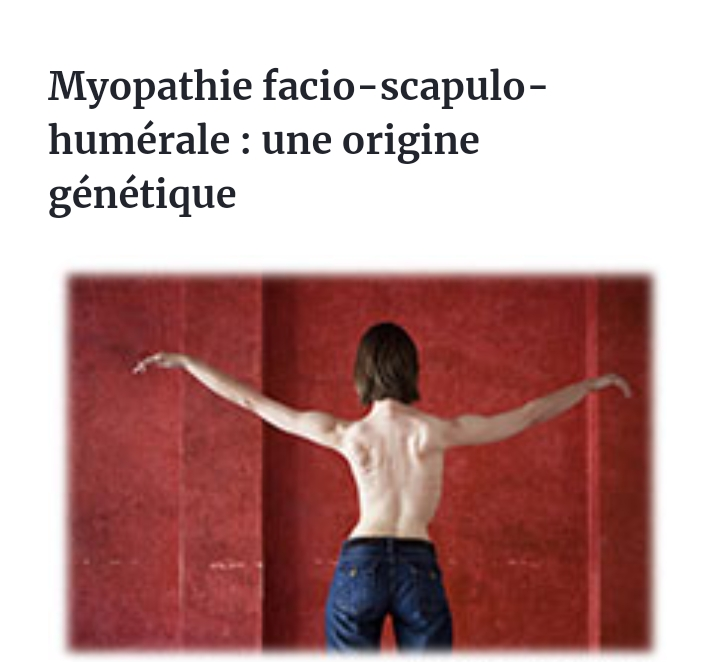 Myopathie facio-scapulo-
humérale : une origine
génétique